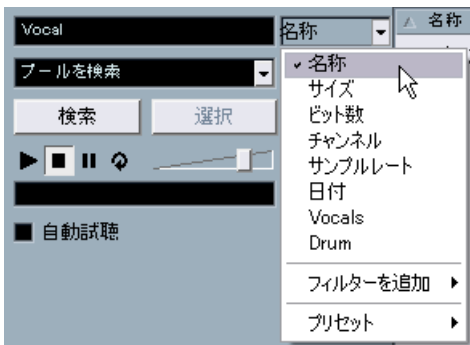 Vocal
名称
名称
プールを検索
検索
選択
自動試聴
名称
サイズ
ビット数
チャンネル
サンプルレート
日付
Vocals
Drum
フィルターを追加
プリセット